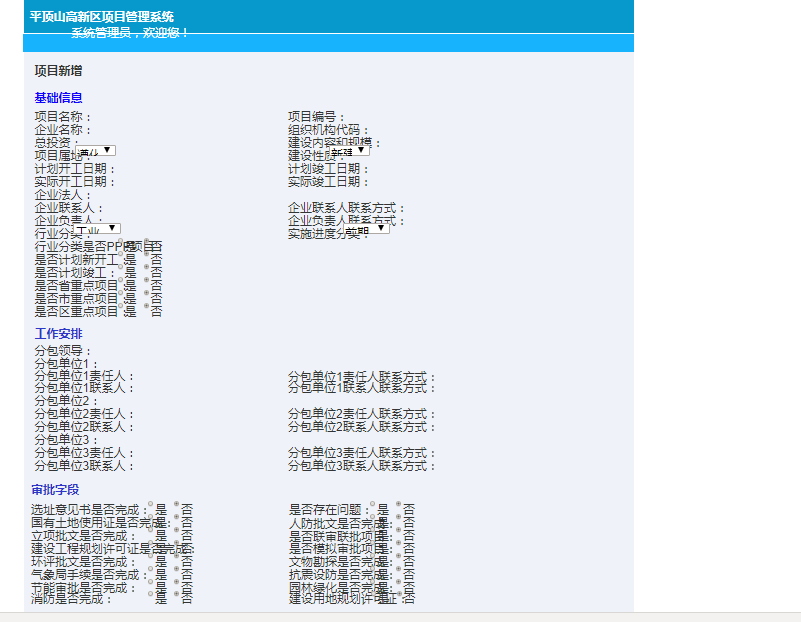 平顶山高新区项目管理系统
系统管理员，欢迎您！
项目新增
基础信息
项目名称： 项目编号：
企业名称： 组织机构代码：
总投资： 建设内容和规模：
项目属地： 遵化 建设性质： 新建
计划开工日期： 计划竣工日期：
实际开工日期： 实际竣工日期：
企业法人：
企业联系人： 企业联系人联系方式：
企业负责人： 企业负责人联系方式：
行业分类： 工业 实施进度分类： 前期
行业分类是否PPP项目 是 否
是否计划新开工： 是 否
是否计划竣工： 是 否
是否省重点项目： 是 否
是否市重点项目： 是 否
是否区重点项目： 是 否
工作安排
分包领导：
分包单位1：
分包单位1责任人： 分包单位1责任人联系方式：
分包单位1联系人： 分包单位1联系人联系方式：
分包单位2：
分包单位2责任人： 分包单位2责任人联系方式：
分包单位2联系人： 分包单位2联系人联系方式：
分包单位3：
分包单位3责任人： 分包单位3责任人联系方式：
分包单位3联系人： 分包单位3联系人联系方式：
审批字段
选址意见书是否完成： 是 否 是否存在问题： 是 否
国有土地使用证是否完成： 是 否 人防批文是否完成： 是 否
立项批文是否完成： 是 否 是否联审联批项目： 是 否
建设工程规划许可证是否完成： 是 否 是否模拟审批项目： 是 否
环评批文是否完成： 是 否 文物勘探是否完成： 是 否
气象局手续是否完成： 是 否 抗震设防是否完成： 是 否
节能审批是否完成： 是 否 园林绿化是否完成： 是 否
消防是否完成： 是 否 建设用地规划许可证： 是 否